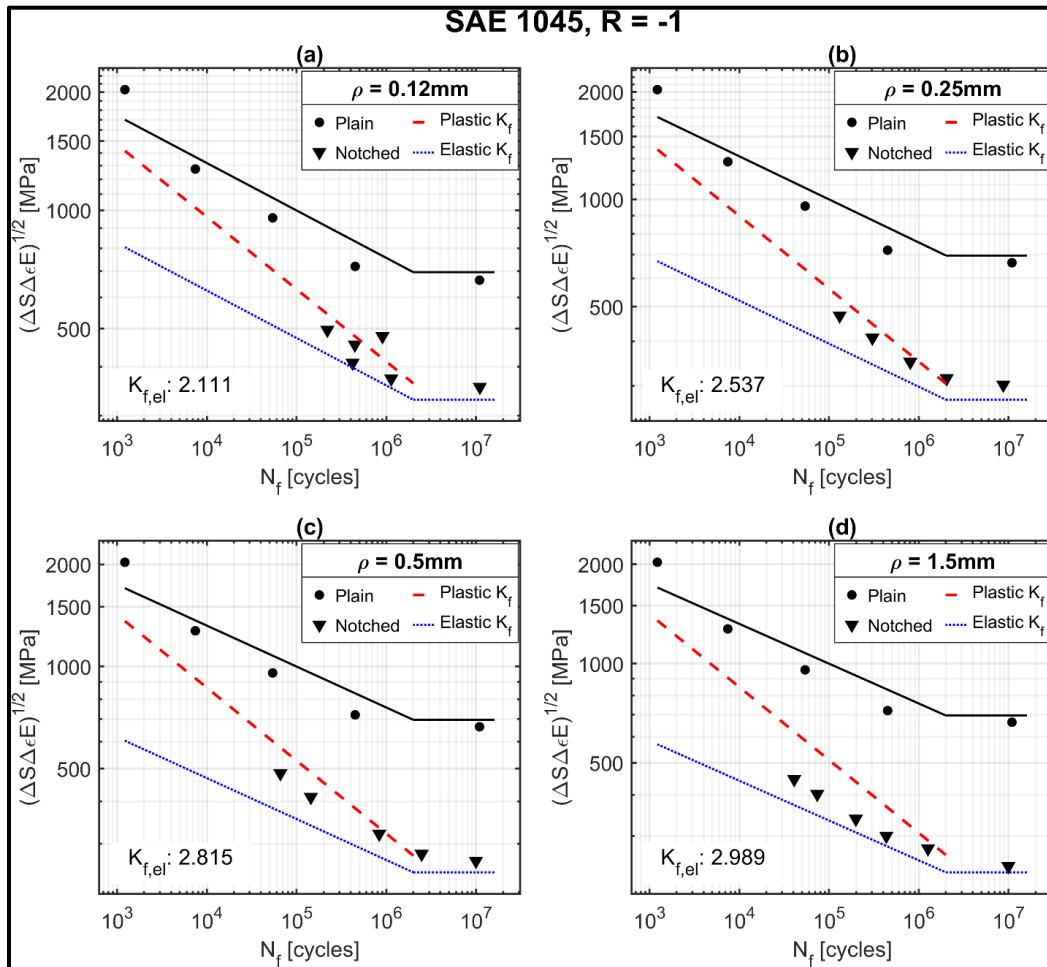 SAE 1045, R = -1
(a)
ρ = 0.12mm
Plain
Plastic K_f
Notched
Elastic K_f
2000
1500
1000
500
(ΔSΔϵE)^1/2 [MPa]
K_f,el: 2.111
10^3 10^4 10^5 10^6 10^7
N_f [cycles]
(b)
ρ = 0.25mm
Plain
Plastic K_f
Notched
Elastic K_f
2000
1500
1000
500
(ΔSΔϵE)^1/2 [MPa]
K_f,el: 2.537
10^3 10^4 10^5 10^6 10^7
N_f [cycles]
(c)
ρ = 0.5mm
Plain
Plastic K_f
Notched
Elastic K_f
2000
1500
1000
500
(ΔSΔϵE)^1/2 [MPa]
K_f,el: 2.815
10^3 10^4 10^5 10^6 10^7
N_f [cycles]
(d)
ρ = 1.5mm
Plain
Plastic K_f
Notched
Elastic K_f
2000
1500
1000
500
(ΔSΔϵE)^1/2 [MPa]
K_f,el: 2.989
10^3 10^4 10^5 10^6 10^7
N_f [cycles]